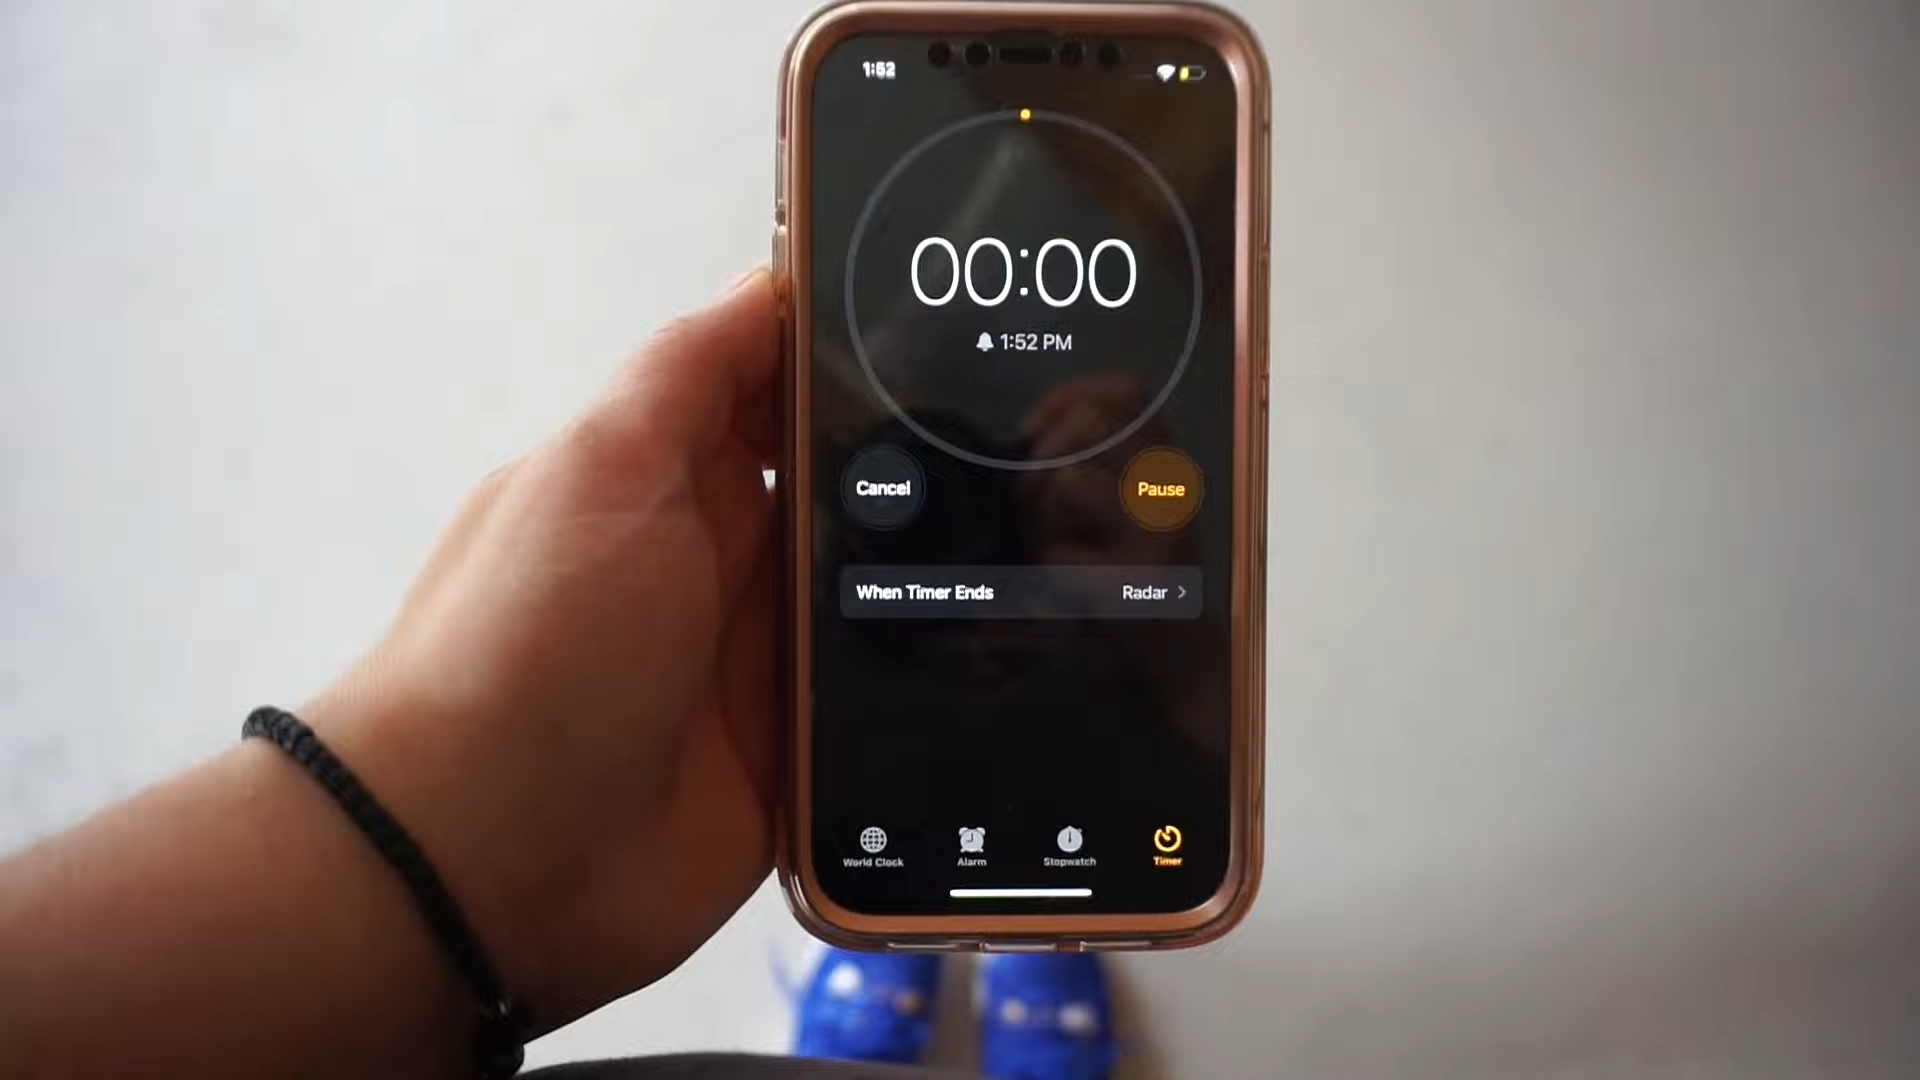 1:52
00:00
1:52 PM
Cancel
Pause
When Timer Ends
Radar
World Clock
Alarm
Stopwatch
Timer